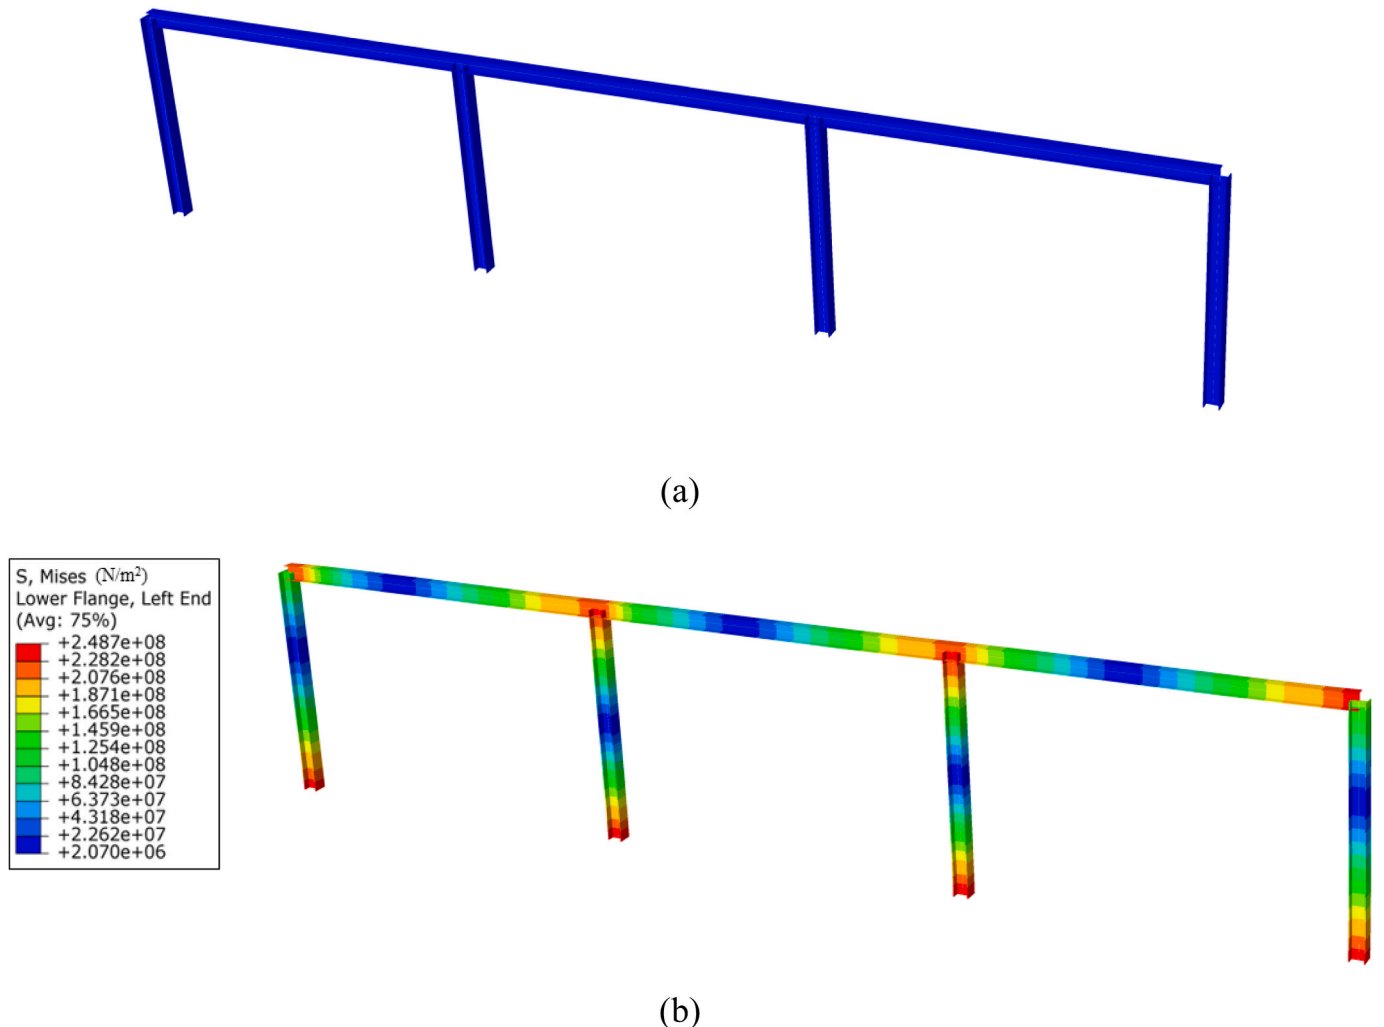 (a)
S, Mises (N/m²)
Lower Flange, Left End
(Avg: 75%)
+2.487e+08
+2.282e+08
+2.076e+08
+1.871e+08
+1.665e+08
+1.459e+08
+1.254e+08
+1.048e+08
+8.428e+07
+6.373e+07
+4.318e+07
+2.262e+07
+2.070e+06
(b)